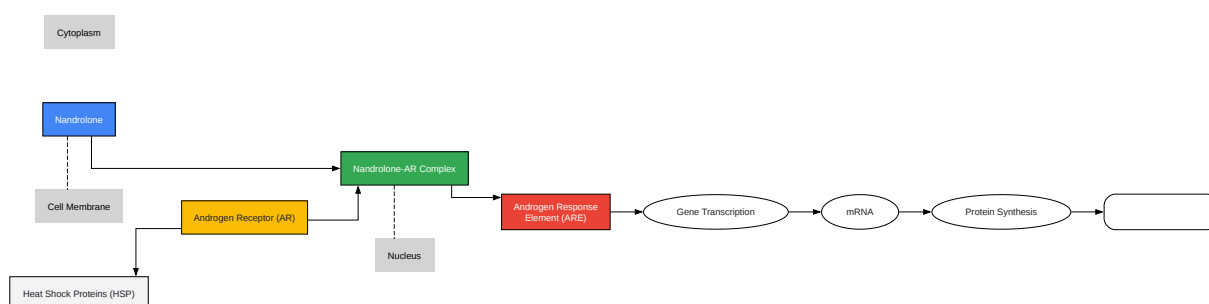 Cytoplasm
Nandrolone
Nandrolone-AR Complex
Cell Membrane
Androgen Receptor (AR)
Androgen Response
Element (ARE)
Gene Transcription
mRNA
Protein Synthesis
Nucleus
Heat Shock Proteins (HSP)